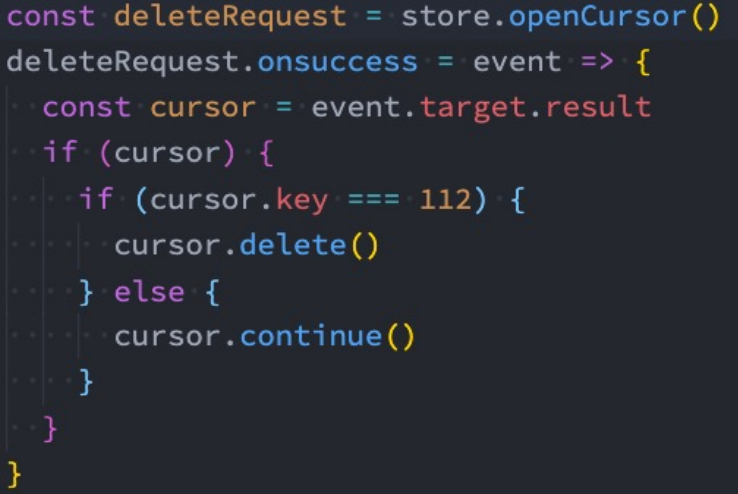 const deleteRequest = store.openCursor()
deleteRequest.onsuccess = event => {
  const cursor = event.target.result
  if (cursor) {
    if (cursor.key === 112) {
      cursor.delete()
    } else {
      cursor.continue()
    }
  }
}